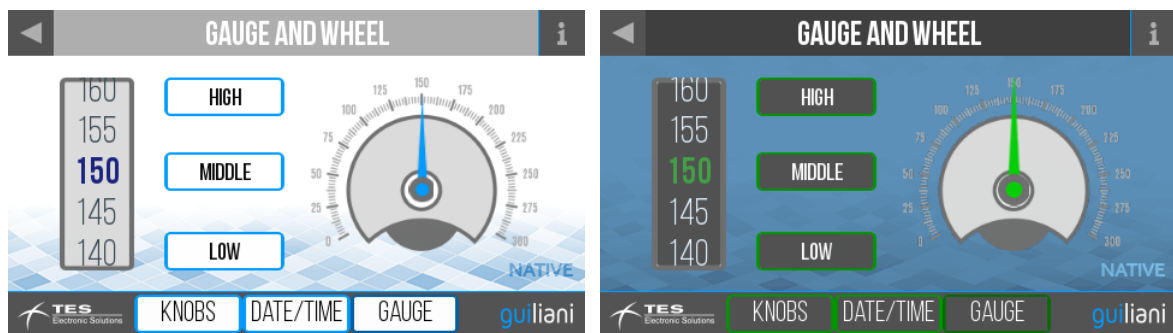 GAUGE AND WHEEL
i
160
155
150
145
140
HIGH
MIDDLE
LOW
0
25
50
75
100
125
150
175
200
225
250
275
300
NATIVE
TES
Electronic Solutions
KNOBS
DATE/TIME
GAUGE
guiliani
GAUGE AND WHEEL
i
160
155
150
145
140
HIGH
MIDDLE
LOW
0
25
50
75
100
125
150
175
200
225
250
275
300
NATIVE
TES
Electronic Solutions
KNOBS
DATE/TIME
GAUGE
guiliani